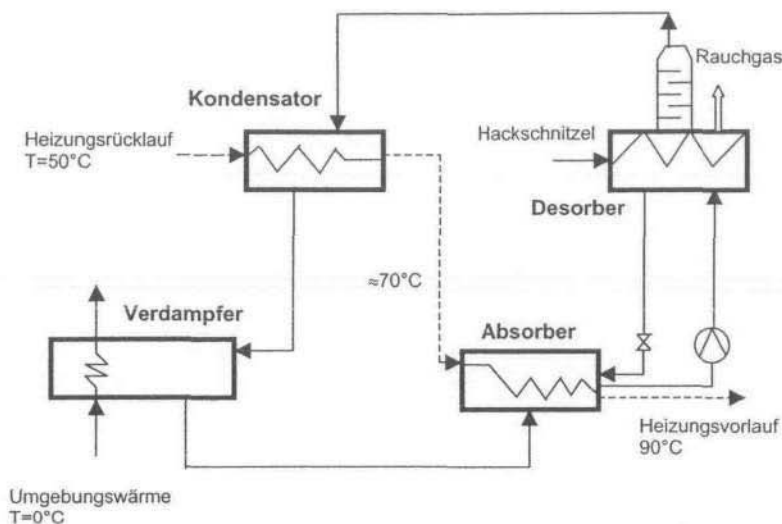 Rauchgas
Kondensator
Heizungsrücklauf
T=50°C
Hackschnitzel
Desorber
≈70°C
Verdampfer
Absorber
Heizungsvorlauf
90°C
Umgebungswärme
T=0°C